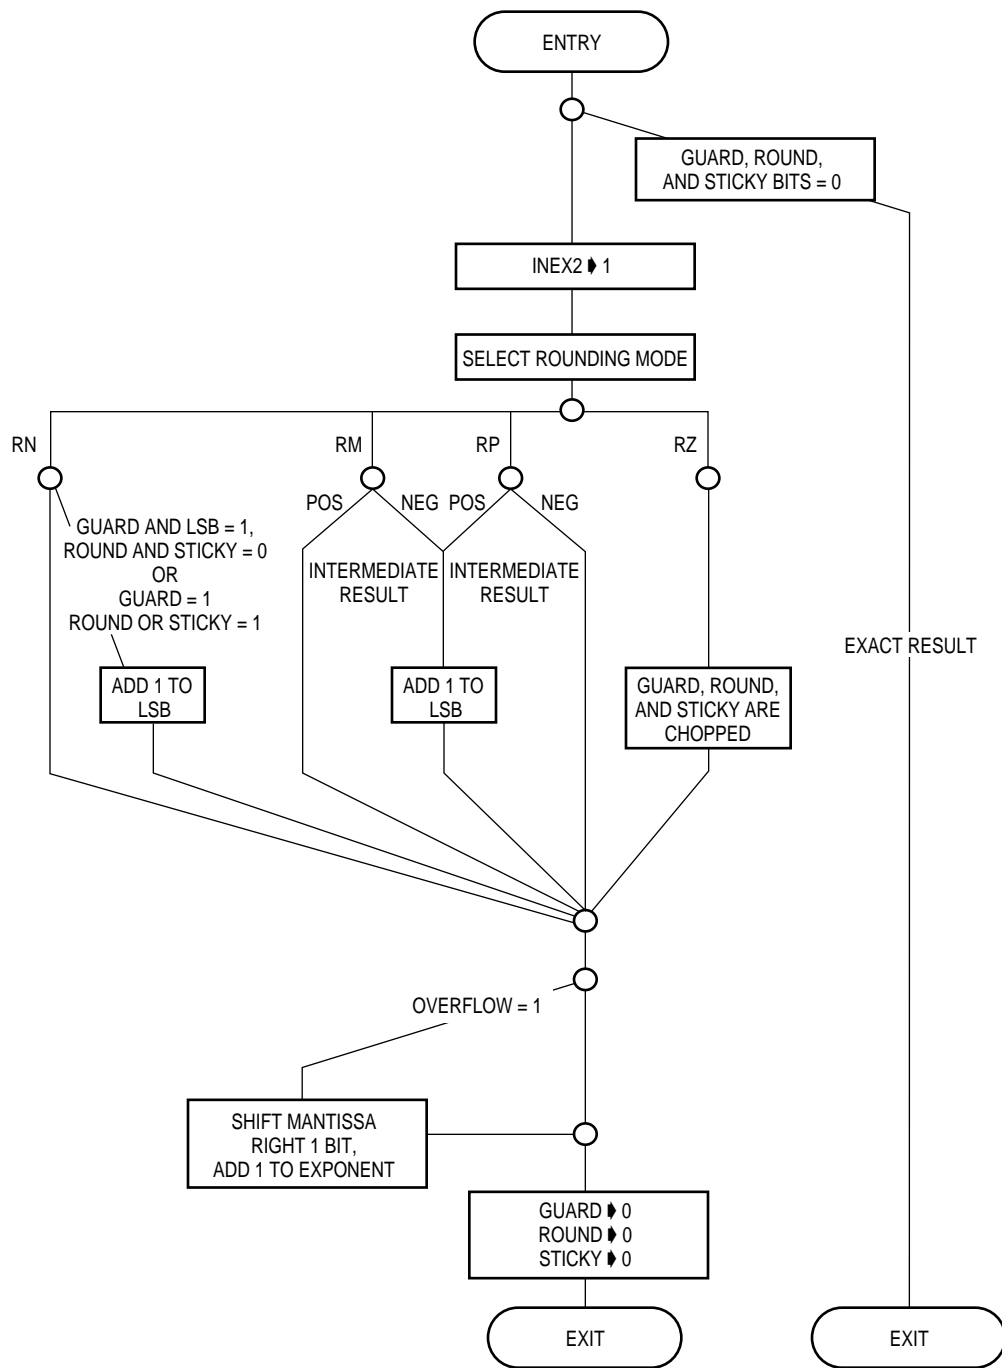 ENTRY
GUARD, ROUND,
AND STICKY BITS = 0
INEX2 ➧ 1
SELECT ROUNDING MODE
RN
RM
RP
RZ
POS
NEG
POS
NEG
GUARD AND LSB = 1,
ROUND AND STICKY = 0
OR
GUARD = 1
ROUND OR STICKY = 1
INTERMEDIATE
RESULT
INTERMEDIATE
RESULT
EXACT RESULT
ADD 1 TO
LSB
ADD 1 TO
LSB
GUARD, ROUND,
AND STICKY ARE
CHOPPED
OVERFLOW = 1
SHIFT MANTISSA
RIGHT 1 BIT,
ADD 1 TO EXPONENT
GUARD ➧ 0
ROUND ➧ 0
STICKY ➧ 0
EXIT
EXIT